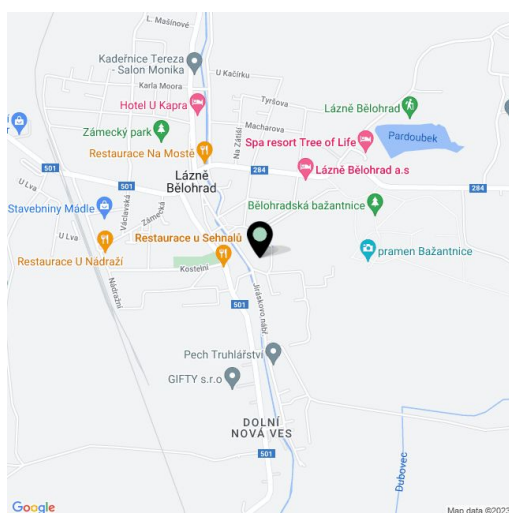 L. Mašínové
Kadeřnice Tereza
- Salon Monika
U Kačírku
Karla Moora
Tyršova
Lázně Bělohrad
Hotel U Kapra
Macharova
Pardoubek
Zámecký park
Na Zátiší
Spa resort Tree of Life
Restaurace Na Mostě
501
501
284
Lázně Bělohrad a.s
284
U Lva
Lázně
Bělohrad
Stavebniny Mádle
Václavská
Zámecká
Bělohradská bažantnice
U Lva
Restaurace u Sehnalů
pramen Bažantnice
Restaurace U Nádraží
Kostelní
Nádražní
Jiráskovo nábř
501
501
Pech Truhlářství
GIFTY s.r.o
DOLNÍ
NOVÁ VES
501
Dubovec
Google
Map data ©2023